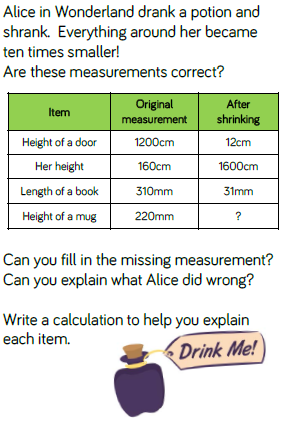 Alice in Wonderland drank a potion and
shrank. Everything around her became
ten times smaller!
Are these measurements correct?
Item Original measurement After shrinking
Height of a door 1200cm 12cm
Her height 160cm 1600cm
Length of a book 310mm 31mm
Height of a mug 220mm ?
Can you fill in the missing measurement?
Can you explain what Alice did wrong?
Write a calculation to help you explain
each item.
Drink Me!